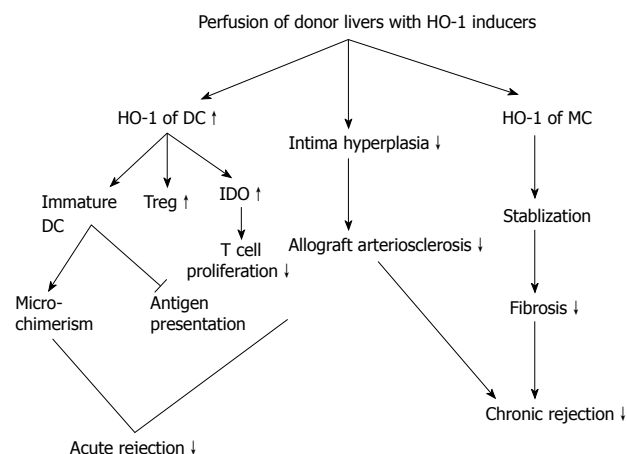 Perfusion of donor livers with HO-1 inducers
HO-1 of DC ↑
Intima hyperplasia ↓
HO-1 of MC
Immature
DC
Treg ↑
IDO ↑
T cell
proliferation ↓
Allograft arteriosclerosis ↓
Stablization
Micro-
chimerism
Antigen
presentation
Fibrosis ↓
Chronic rejection ↓
Acute rejection ↓